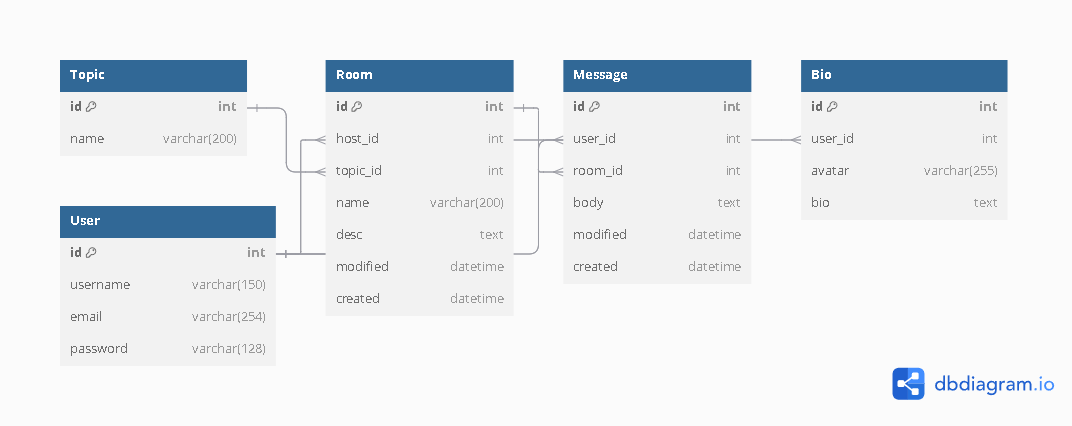 Topic
id int
name varchar(200)
User
id int
username varchar(150)
email varchar(254)
password varchar(128)
Room
id int
host_id int
topic_id int
name varchar(200)
desc text
modified datetime
created datetime
Message
id int
user_id int
room_id int
body text
modified datetime
created datetime
Bio
id int
user_id int
avatar varchar(255)
bio text
dbdiagram.io